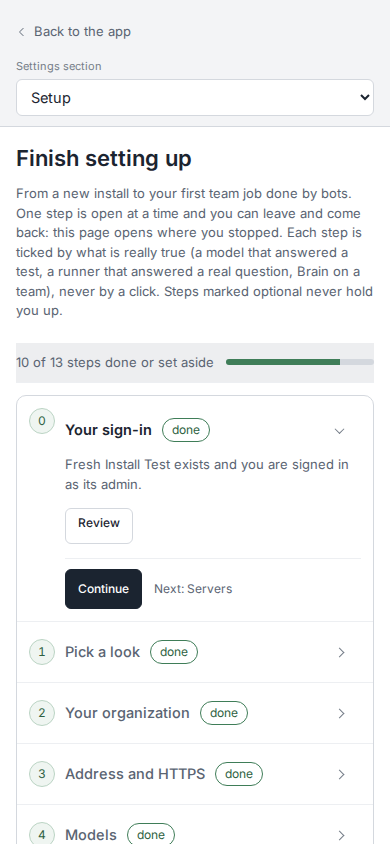 Back to the app
Settings section
Setup
Finish setting up
From a new install to your first team job done by bots.
One step is open at a time and you can leave and come
back: this page opens where you stopped. Each step is
ticked by what is really true (a model that answered a
test, a runner that answered a real question, Brain on a
team), never by a click. Steps marked optional never hold
you up.
10 of 13 steps done or set aside
0 Your sign-in done
Fresh Install Test exists and you are signed in
as its admin.
Review
Continue Next: Servers
1 Pick a look done
2 Your organization done
3 Address and HTTPS done
4 Models done